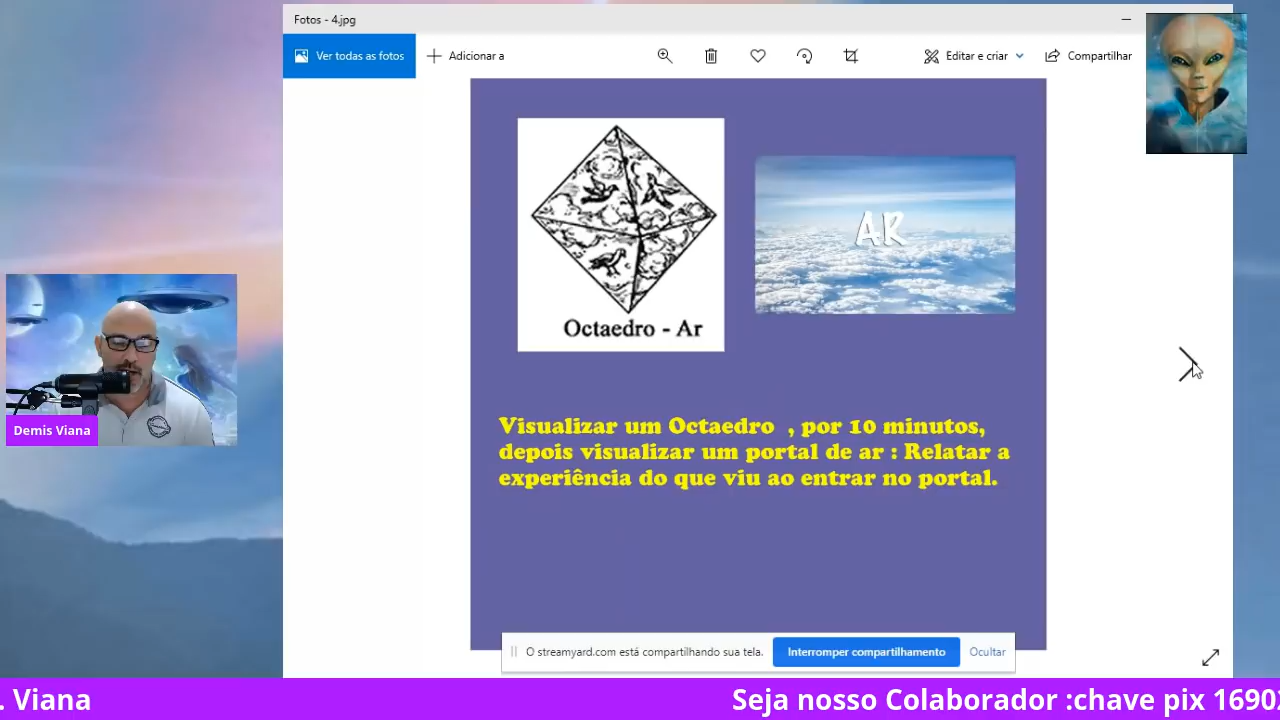 Fotos - 4.jpg
Ver todas as fotos
Adicionar a
Editar e criar
Compartilhar
AR
Octaedro - Ar
Visualizar um Octaedro , por 10 minutos,
depois visualizar um portal de ar : Relatar a
experiência do que viu ao entrar no portal.
Demis Viana
O streamyard.com está compartilhando sua tela.
Interromper compartilhamento
Ocultar
. Viana
Seja nosso Colaborador :chave pix 1690